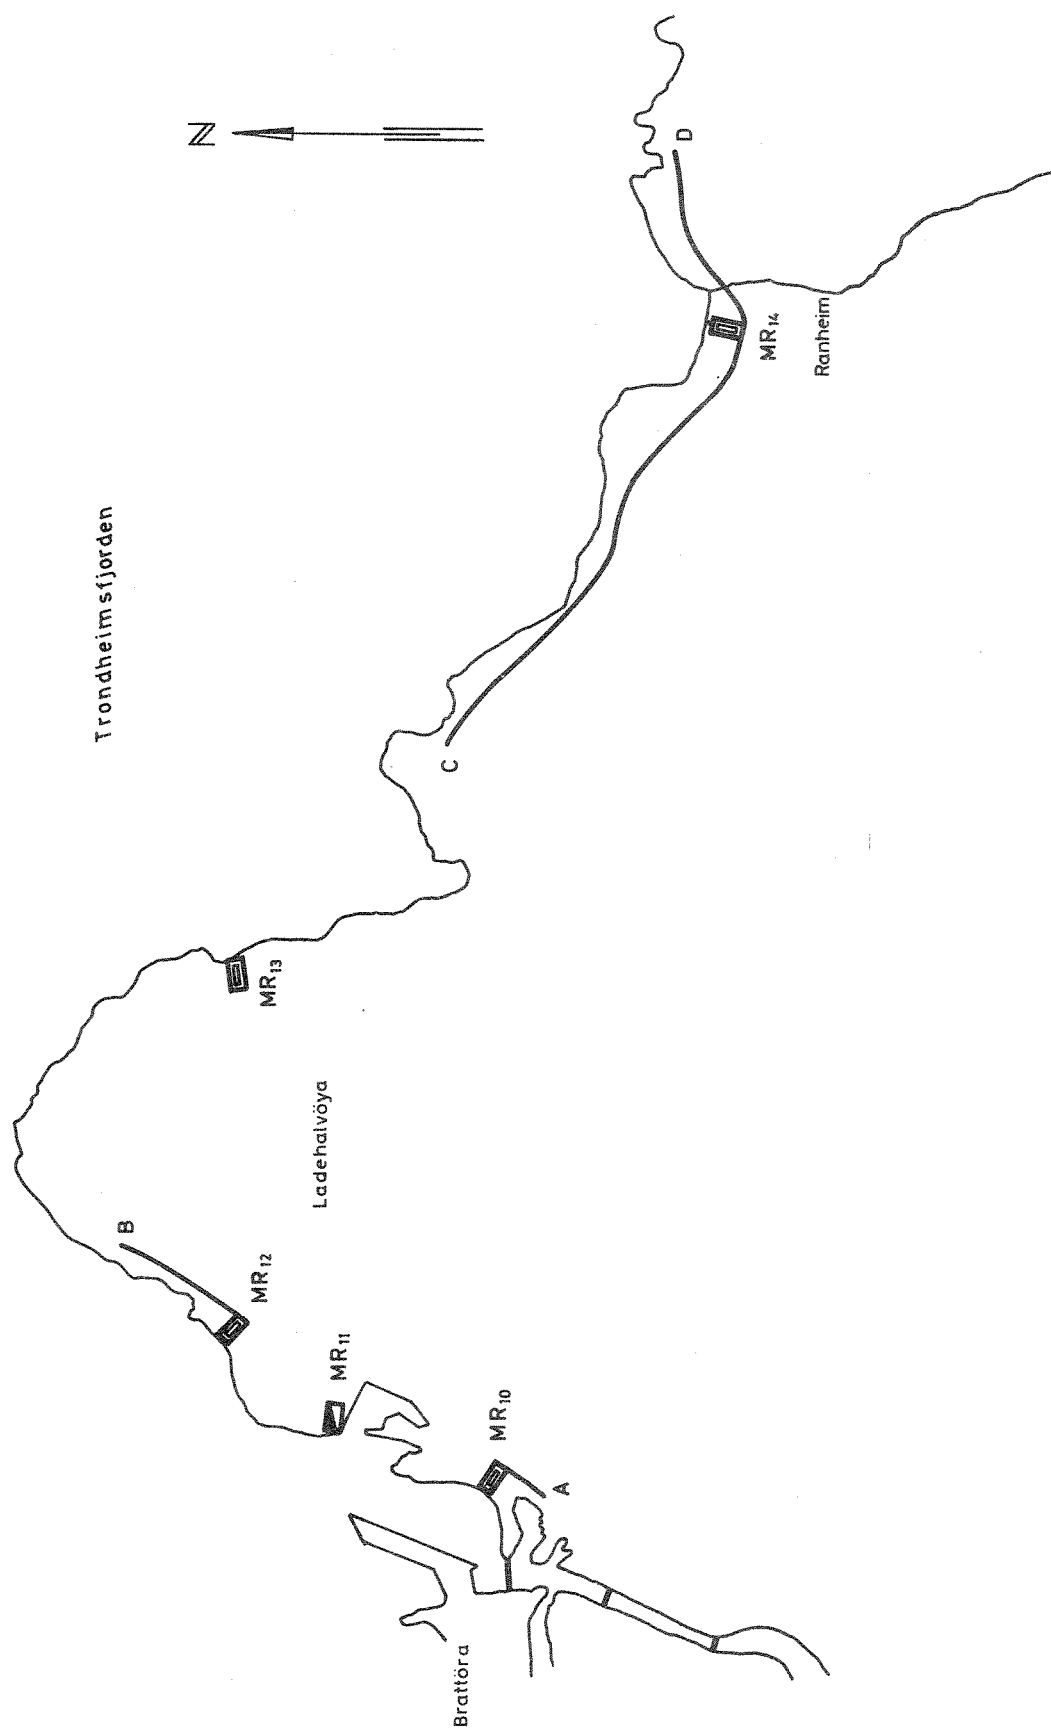 N
Trondheimsfjorden
D
MR14
Ranheim
C
MR13
Ladehalvöya
B
MR12
MR11
MR10
A
Brattöra